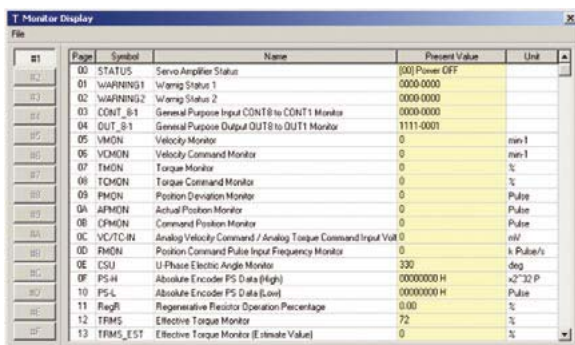 T Monitor Display
File
#1
#2
#3
#4
#5
#6
#7
#8
#9
#A
#B
#C
#D
#E
#F
Page Symbol Name Present Value Unit
00 STATUS Servo Amplifier Status [00] Power OFF
01 WARNING1 Warnig Status 1 0000-0000
02 WARNING2 Warnig Status 2 0000-0000
03 CONT_8-1 General Purpose Input CONT8 to CONT1 Monitor 0000-0000
04 OUT_8-1 General Purpose Output OUT8 to OUT1 Monitor 1111-0001
05 VMON Velocity Monitor 0 min-1
06 VCMON Velocity Command Monitor 0 min-1
07 TMON Torque Monitor 0 %
08 TCMON Torque Command Monitor 0 %
09 PMON Position Deviation Monitor 0 Pulse
0A APMON Actual Position Monitor 0 Pulse
0B CPMON Command Position Monitor 0 Pulse
0C VC/TC-IN Analog Velocity Command / Analog Torque Command Input Volt 0 mV
0D FMON Position Command Pulse Input Frequency Monitor 0 k Pulse/s
0E CSU U-Phase Electric Angle Monitor 330 deg
0F PS-H Absolute Encoder PS Data (High) 00000000 H x2^32 P
10 PS-L Absolute Encoder PS Data (Low) 00000000 H Pulse
11 RegR Regenerative Resistor Operation Percentage 0.00 %
12 TRMS Effective Torque Monitor 72 %
13 TRMS_EST Effective Torque Monitor (Estimate Value) 0 %